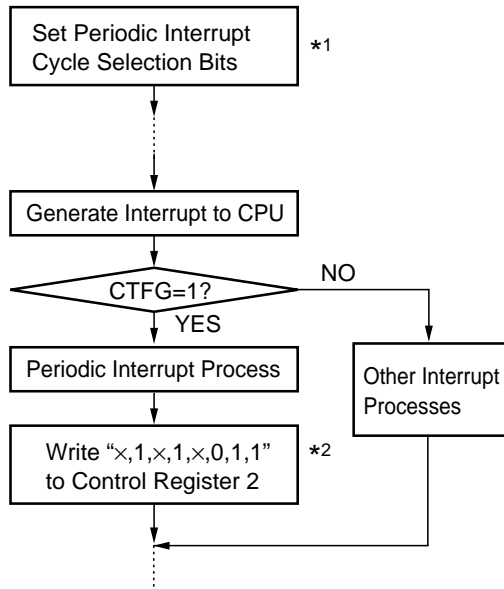 Set Periodic Interrupt
Cycle Selection Bits
*1
Generate Interrupt to CPU
CTFG=1?
NO
YES
Periodic Interrupt Process
Other Interrupt
Processes
Write “×,1,×,1,×,0,1,1”
to Control Register 2
*2